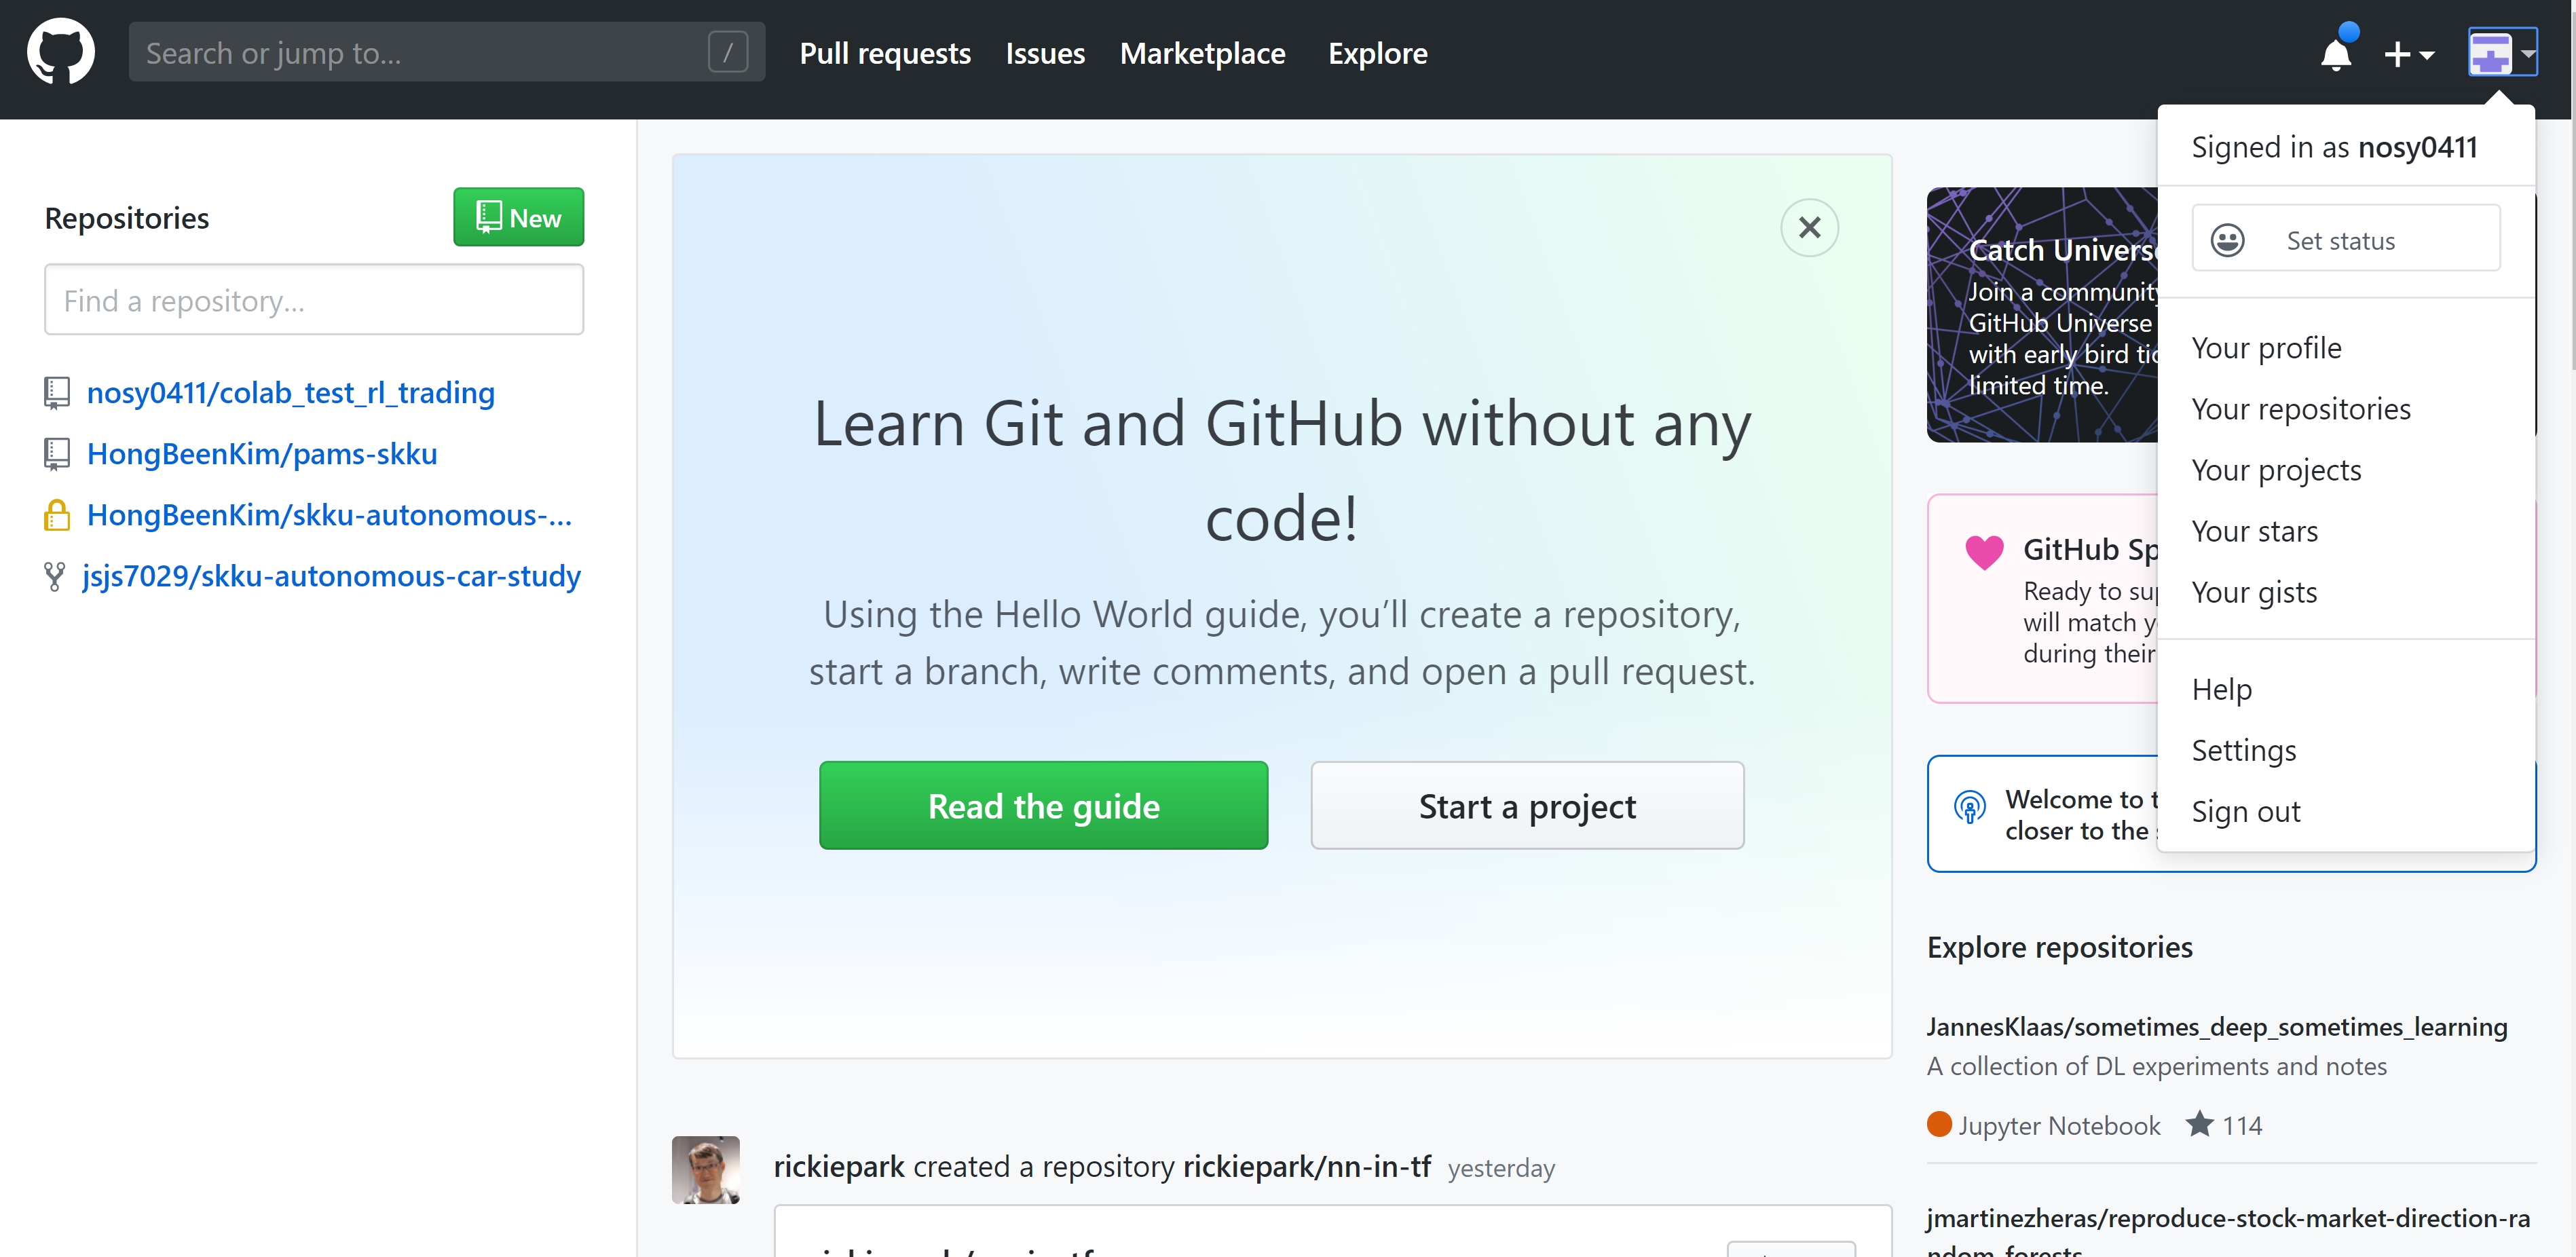 Search or jump to...
/
Pull requests
Issues
Marketplace
Explore
Repositories
New
Find a repository...
nosy0411/colab_test_rl_trading
HongBeenKim/pams-skku
HongBeenKim/skku-autonomous-...
jsjs7029/skku-autonomous-car-study
Learn Git and GitHub without any
code!
Using the Hello World guide, you’ll create a repository,
start a branch, write comments, and open a pull request.
Read the guide
Start a project
rickiepark created a repository rickiepark/nn-in-tf yesterday
Signed in as nosy0411
Set status
Your profile
Your repositories
Your projects
Your stars
Your gists
Help
Settings
Sign out
Catch Univers
Join a community
GitHub Universe
with early bird tic
limited time.
GitHub Sp
Ready to sup
will match y
during their
Welcome to t
closer to the
Explore repositories
JannesKlaas/sometimes_deep_sometimes_learning
A collection of DL experiments and notes
Jupyter Notebook 114
jmartinezheras/reproduce-stock-market-direction-ra